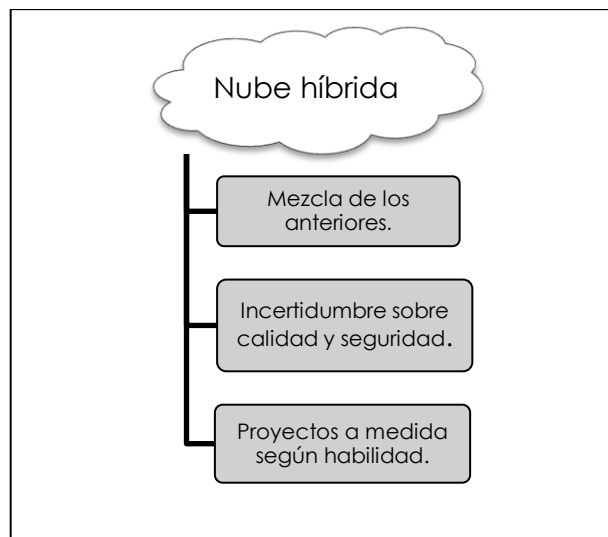 Nube híbrida
Mezcla de los
anteriores.
Incertidumbre sobre
calidad y seguridad.
Proyectos a medida
según habilidad.